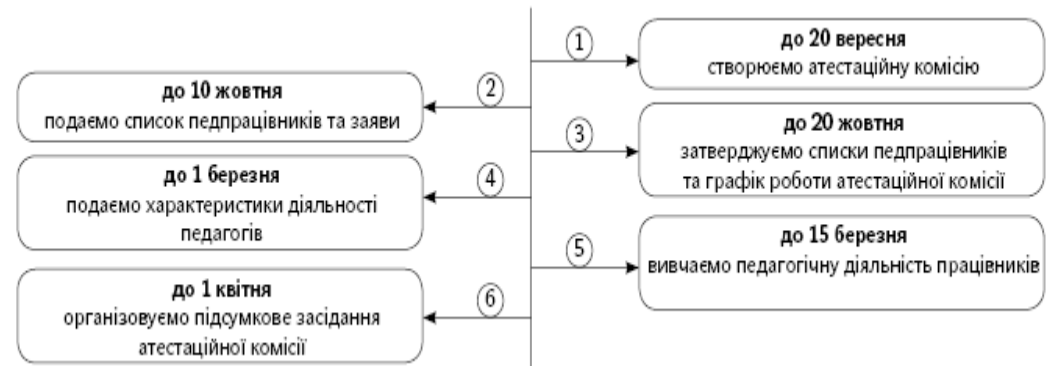 1
до 20 вересня
створюємо атестаційну комісію
2
до 10 жовтня
подаємо список педпрацівників та заяви
3
до 20 жовтня
затверджуємо списки педпрацівників
та графік роботи атестаційної комісії
4
до 1 березня
подаємо характеристики діяльності
педагогів
5
до 15 березня
вивчаємо педагогічну діяльність працівників
6
до 1 квітня
організовуємо підсумкове засідання
атестаційної комісії